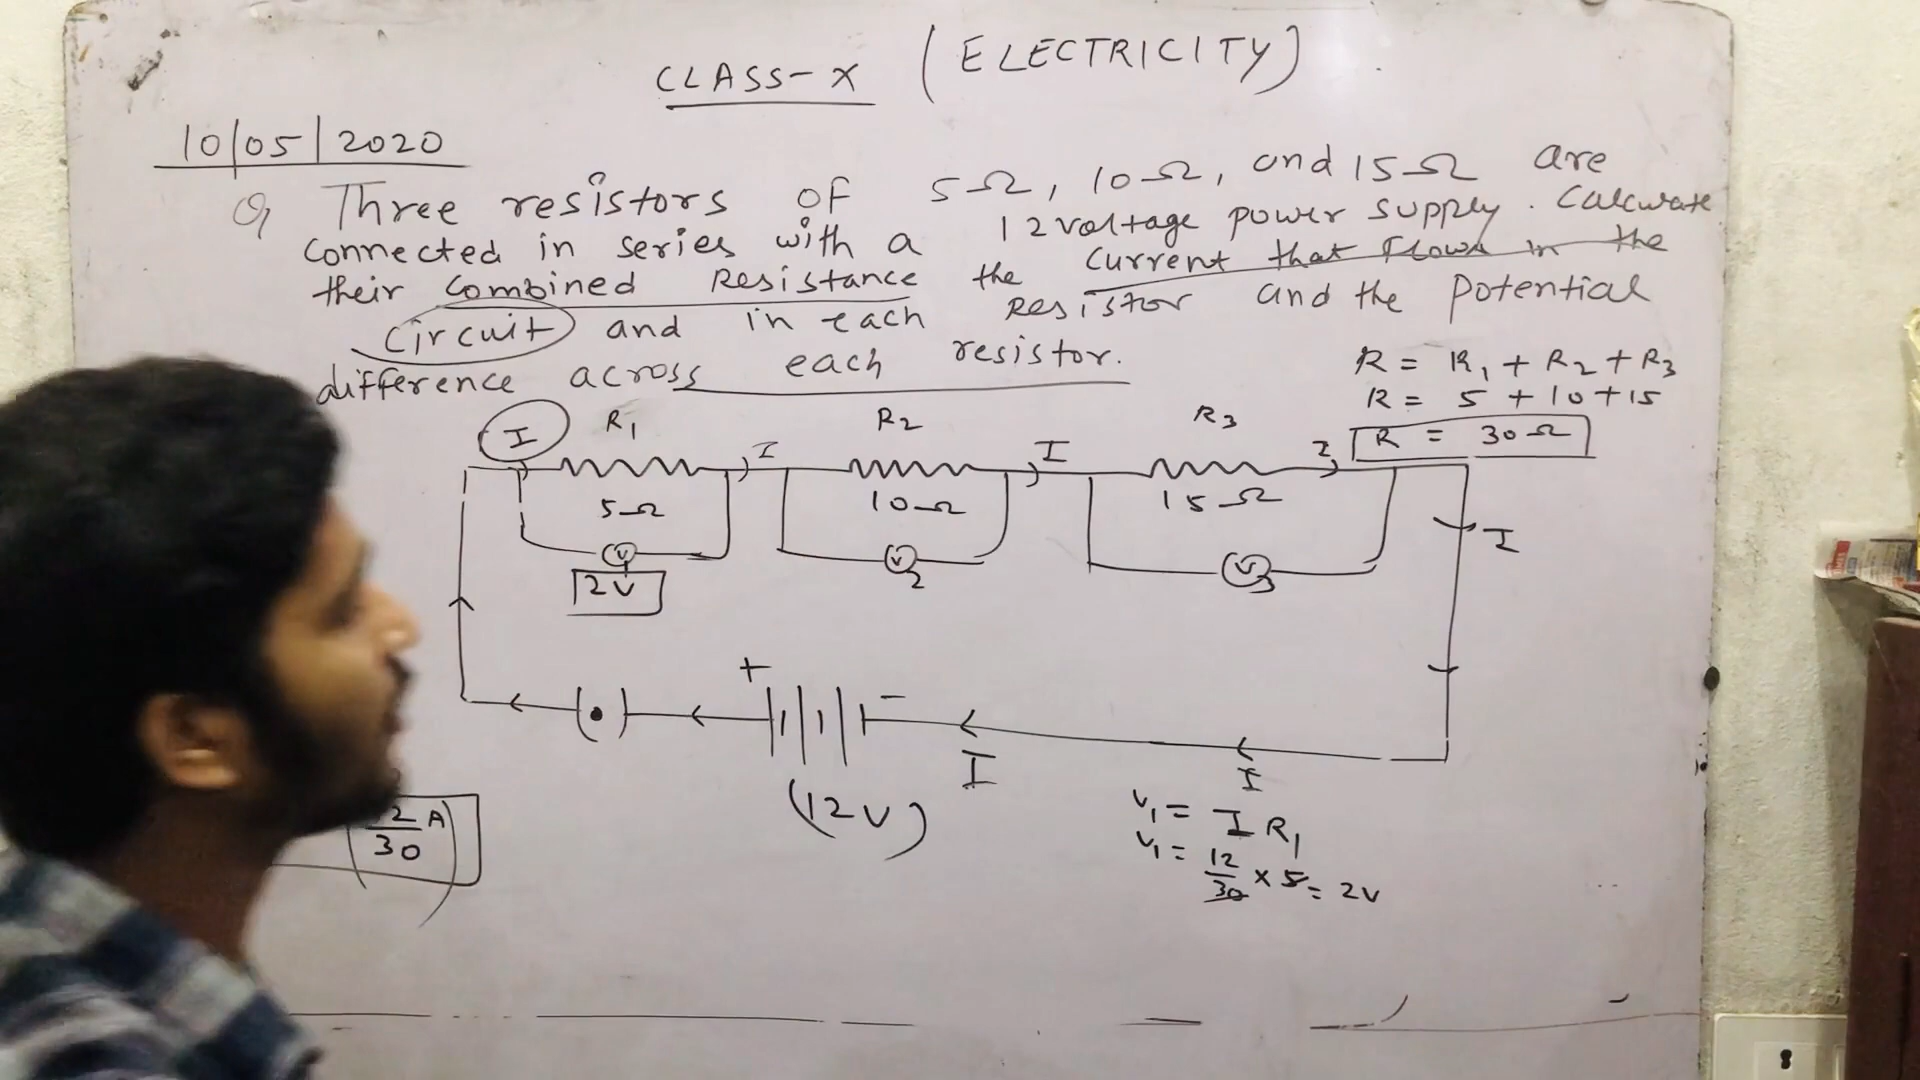 CLASS-X (ELECTRICITY)
10/05/2020
Q Three resistors of 5Ω, 10Ω, and 15Ω are
connected in series with a 12 voltage power supply. Calculate
their combined Resistance the current that flows in the
circuit and in each resistor and the potential
difference across each resistor.
R = R1 + R2 + R3
R = 5 + 10 + 15
R = 30Ω
I R1 I R2 I R3 I
5Ω 10Ω 15Ω
V V2 V3
2V
I
+ -
(12V)
I I
V1 = I R1
V1 = 12/30 × 5 = 2V
2/30 A